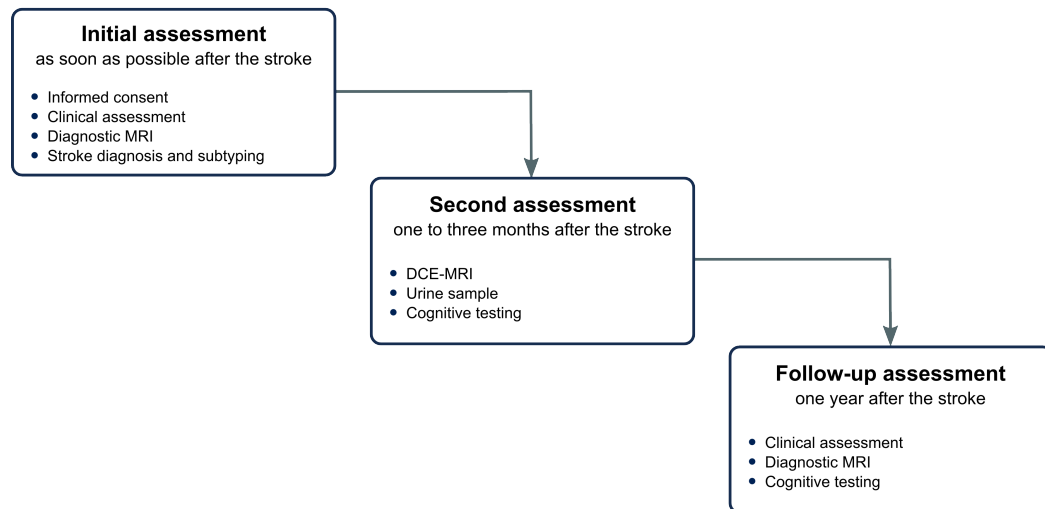 Initial assessment
as soon as possible after the stroke
Informed consent
Clinical assessment
Diagnostic MRI
Stroke diagnosis and subtyping
Second assessment
one to three months after the stroke
DCE-MRI
Urine sample
Cognitive testing
Follow-up assessment
one year after the stroke
Clinical assessment
Diagnostic MRI
Cognitive testing